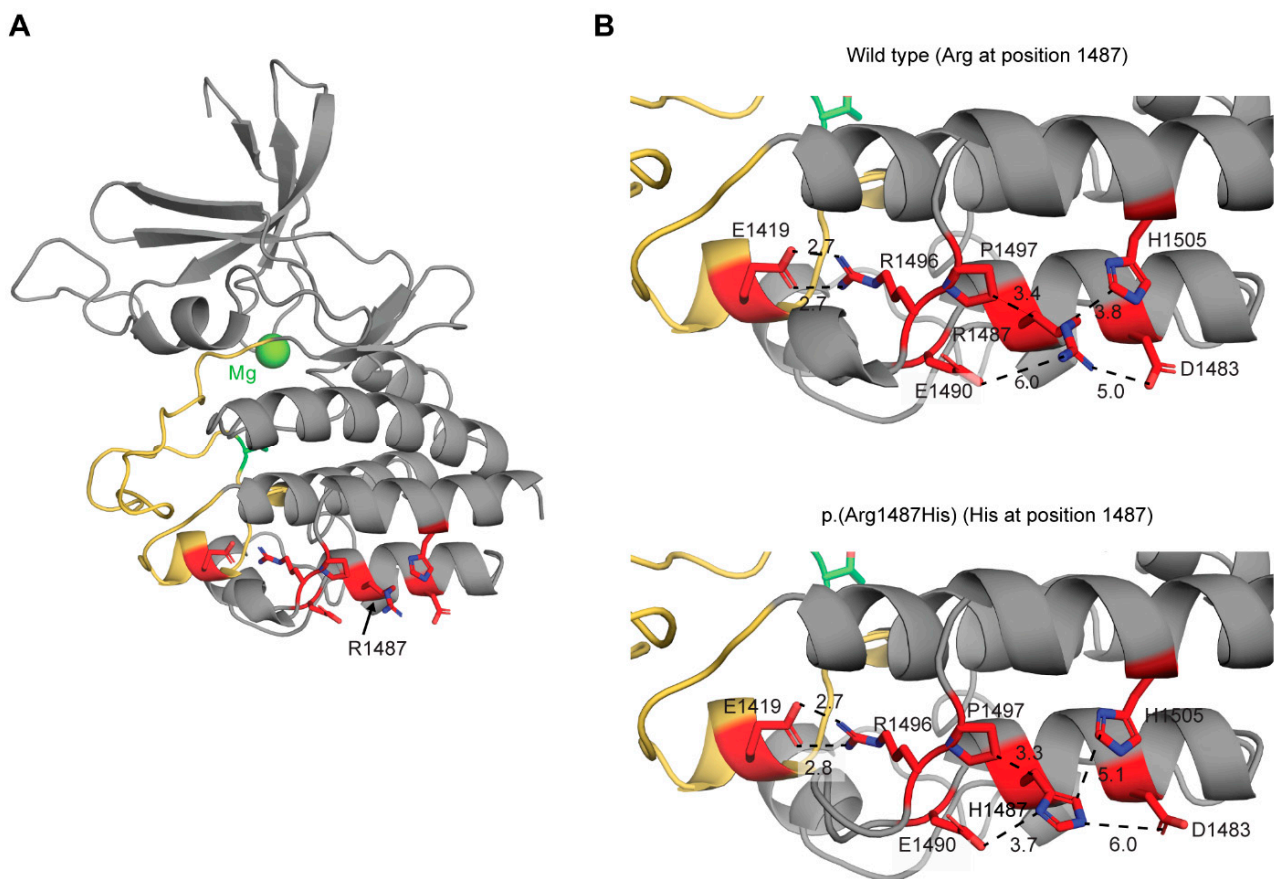 A
Mg
R1487
B
Wild type (Arg at position 1487)
E1419
2.7
2.7
R1496
P1497
H1505
3.4
3.8
R1487
E1490
6.0
5.0
D1483
p.(Arg1487His) (His at position 1487)
E1419
2.7
2.8
R1496
P1497
H1505
3.3
5.1
H1487
E1490
3.7
6.0
D1483